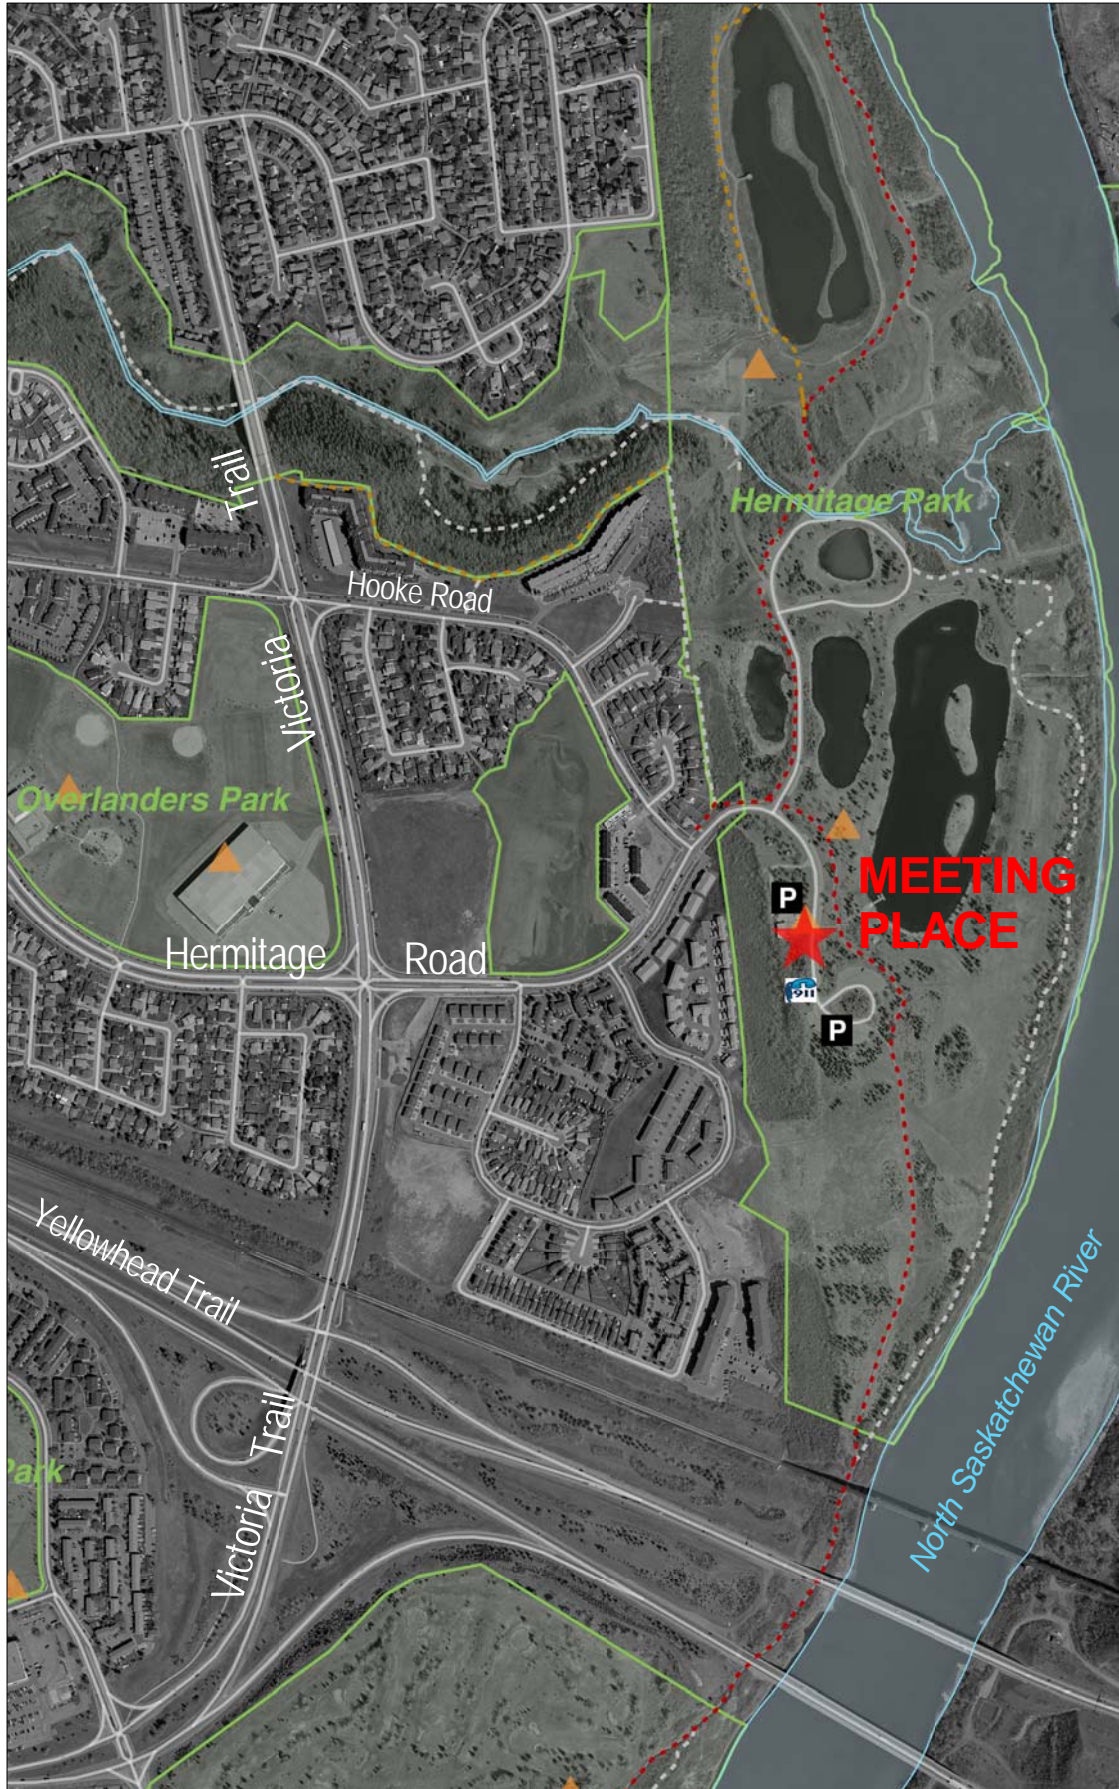 Trail
Hermitage Park
Hooke Road
Victoria
Overlanders Park
MEETING
PLACE
P
Hermitage Road
P
Yellowhead Trail
North Saskatchewan River
Trail
Park
Victoria